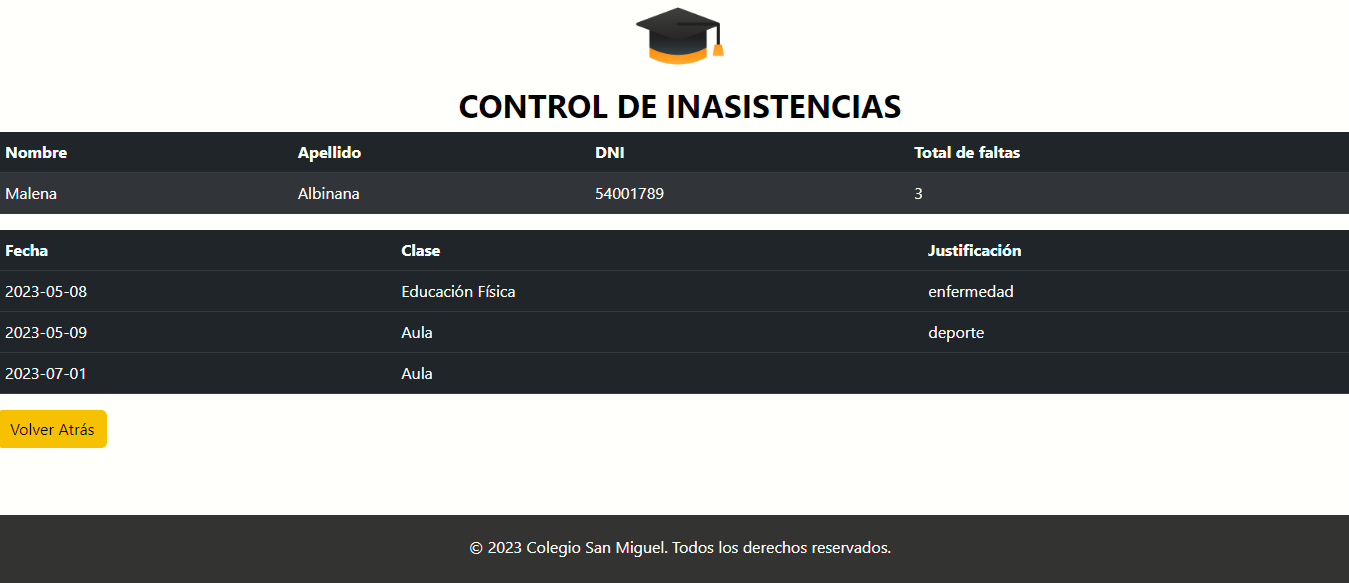 CONTROL DE INASISTENCIAS
Nombre Apellido DNI Total de faltas
Malena Albinana 54001789 3
Fecha Clase Justificación
2023-05-08 Educación Física enfermedad
2023-05-09 Aula deporte
2023-07-01 Aula
Volver Atrás
© 2023 Colegio San Miguel. Todos los derechos reservados.